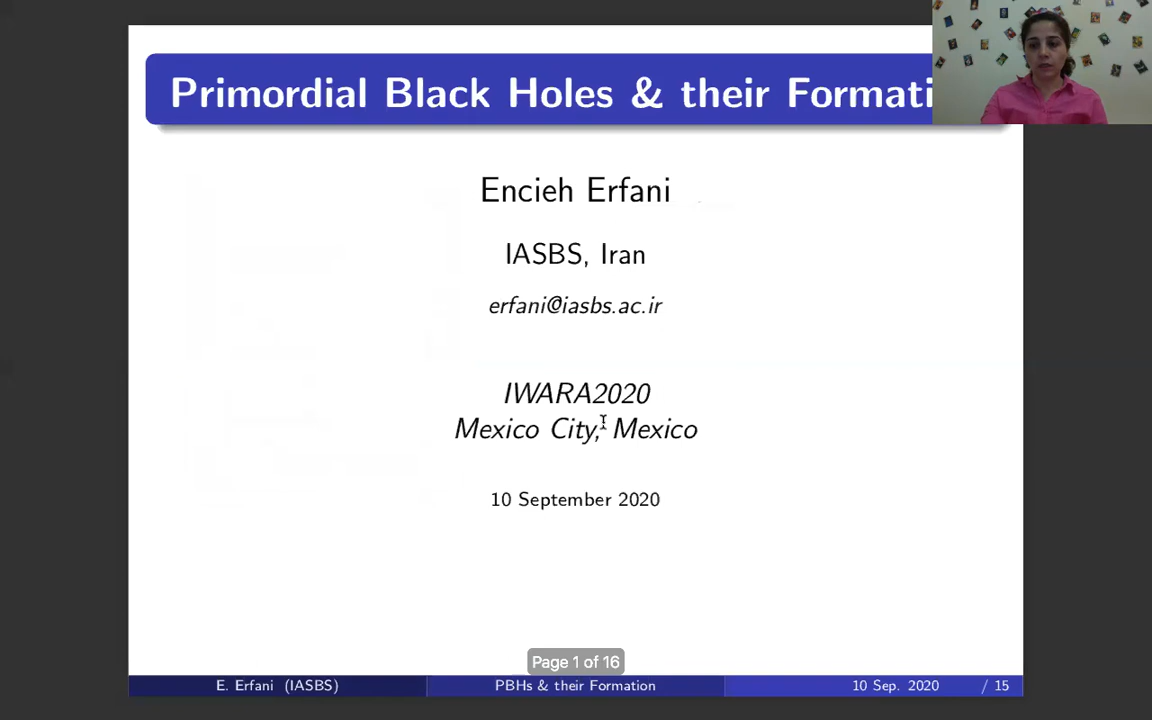 Primordial Black Holes & their Formati
Encieh Erfani
IASBS, Iran
erfani@iasbs.ac.ir
IWARA2020
Mexico City, Mexico
10 September 2020
Page 1 of 16
E. Erfani (IASBS) PBHs & their Formation 10 Sep. 2020 / 15